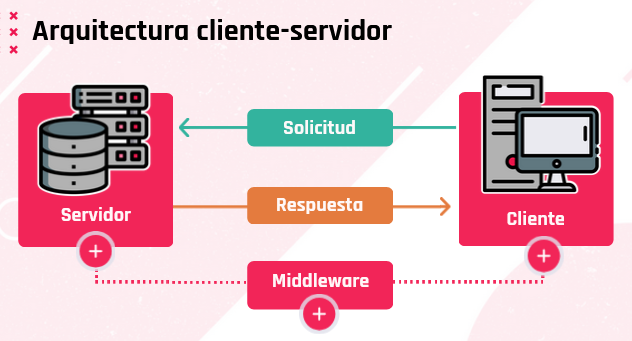 Arquitectura cliente-servidor
Solicitud
Respuesta
Servidor
Cliente
Middleware